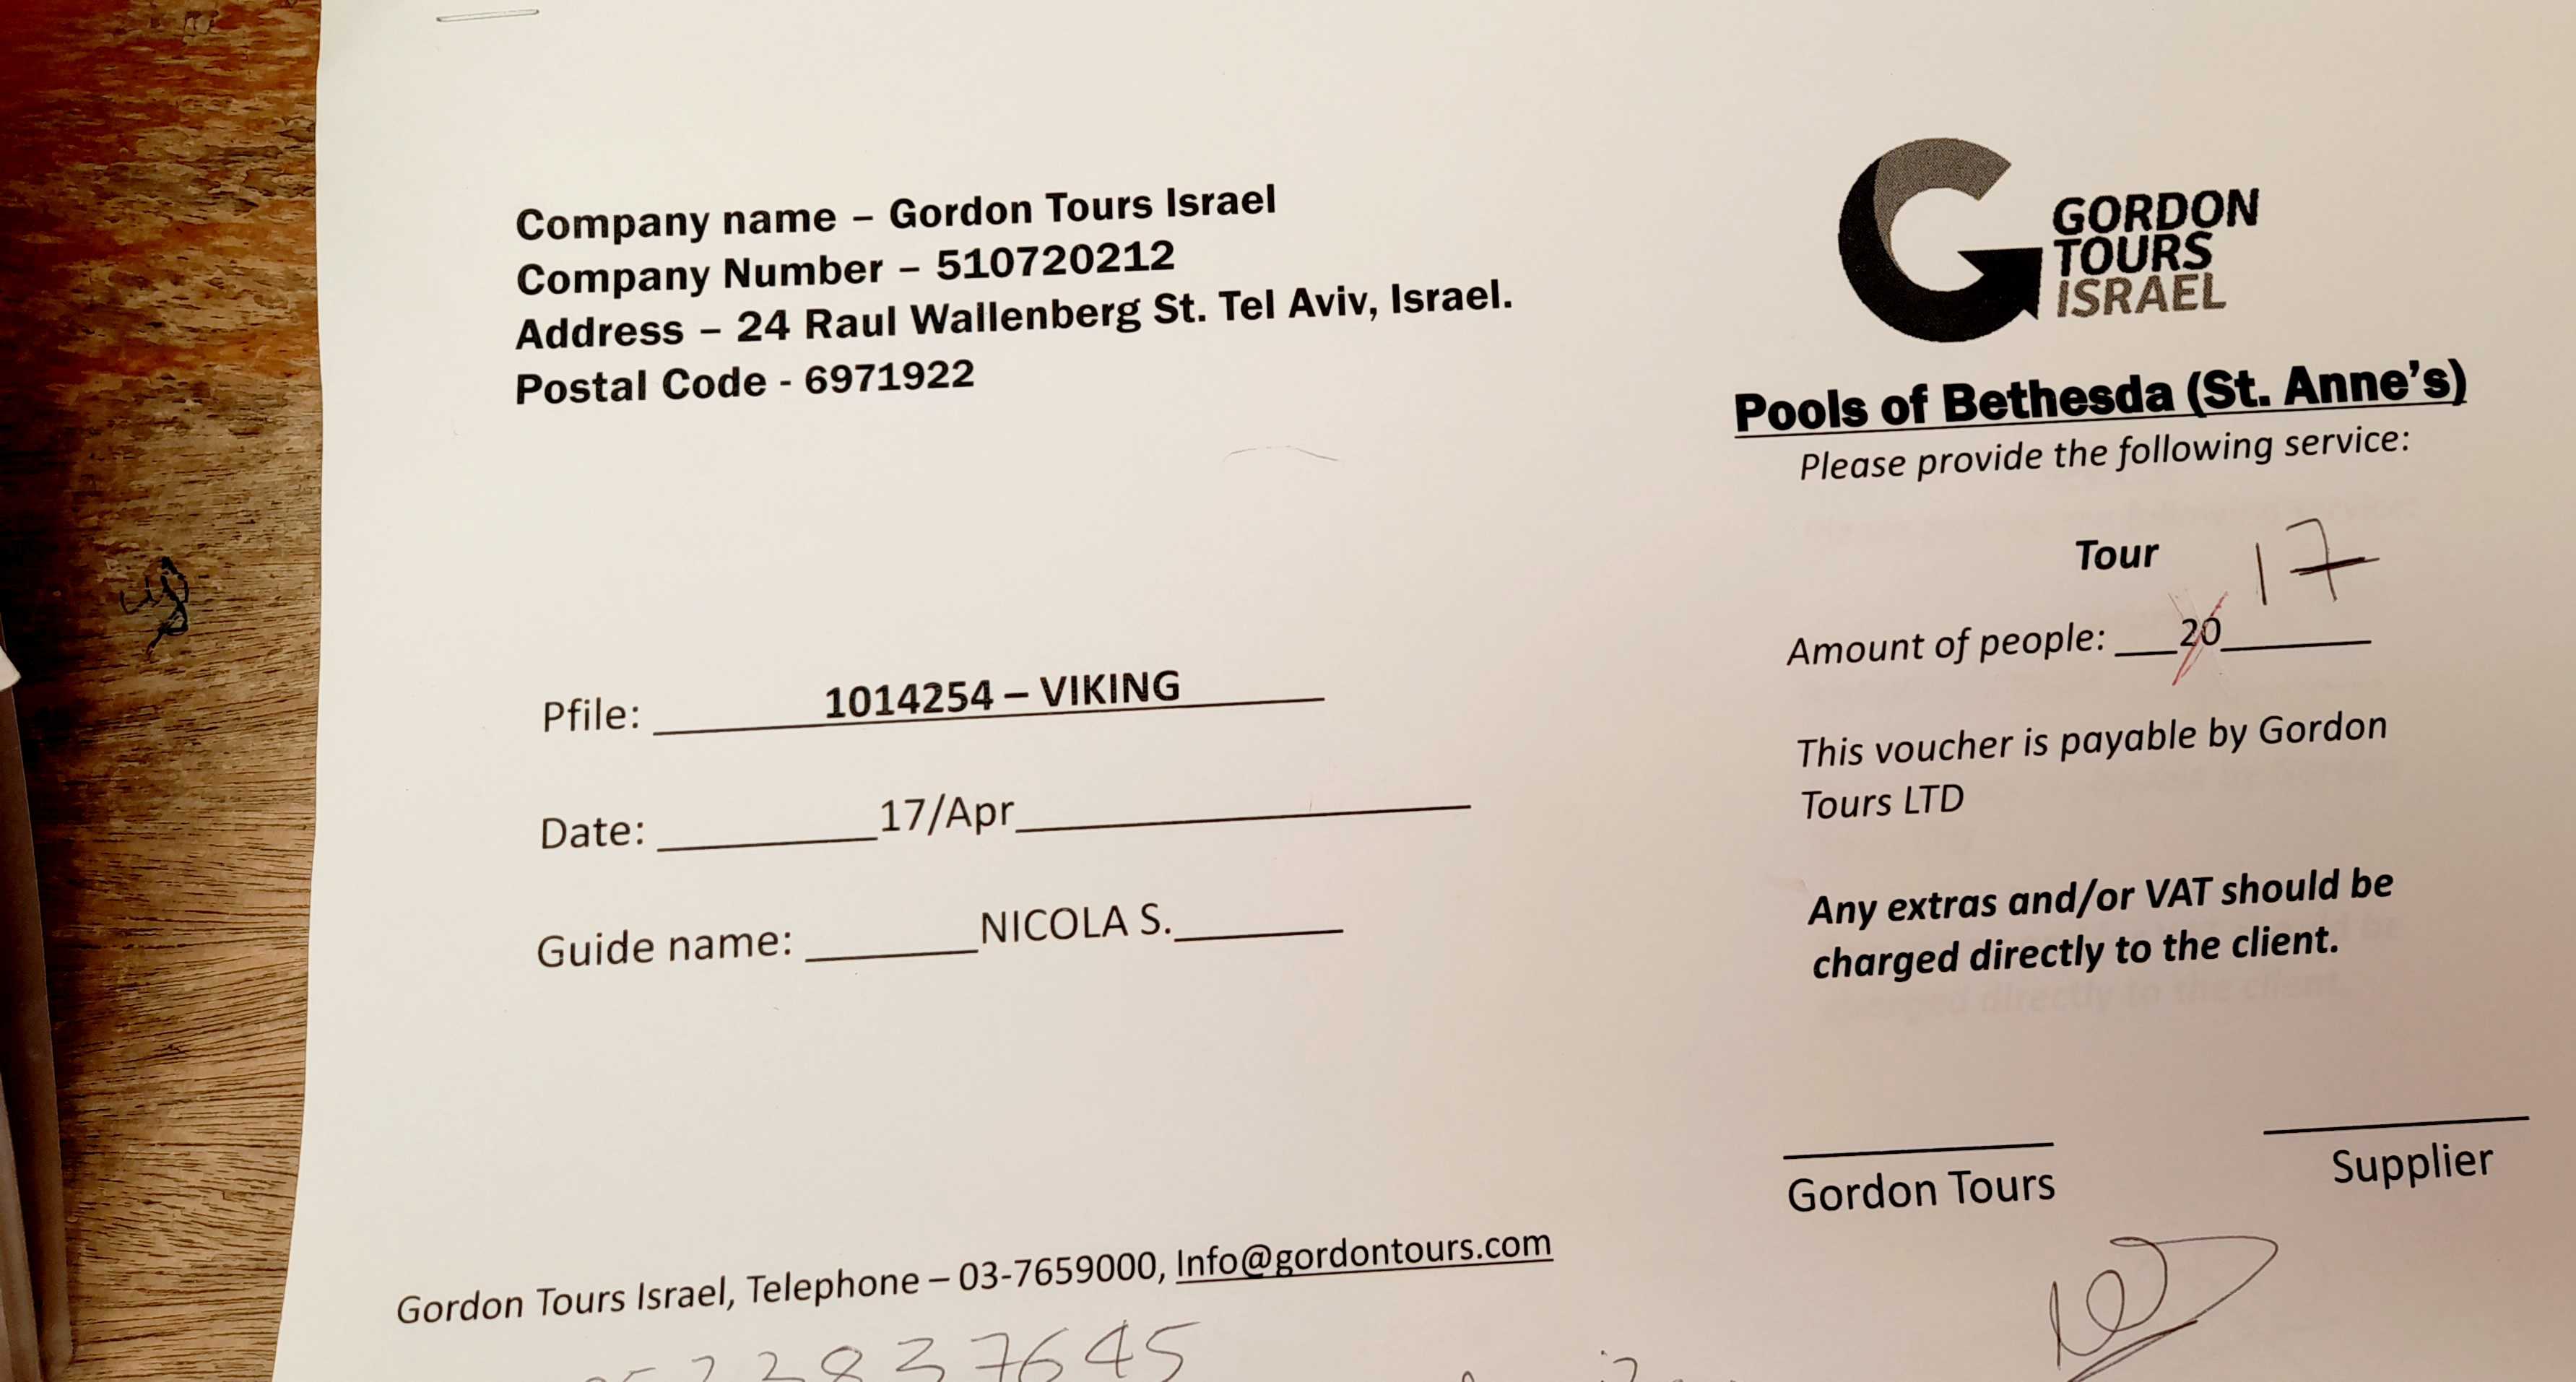 Company name – Gordon Tours Israel
Company Number – 510720212
Address – 24 Raul Wallenberg St. Tel Aviv, Israel.
Postal Code - 6971922
Pfile: 1014254 – VIKING
Date: 17/Apr
Guide name: NICOLA S.
Gordon Tours Israel, Telephone – 03-7659000, Info@gordontours.com
GORDON
TOURS
ISRAEL
Pools of Bethesda (St. Anne's)
Please provide the following service:
Tour
17
Amount of people: 20
This voucher is payable by Gordon
Tours LTD
Any extras and/or VAT should be
charged directly to the client.
Gordon Tours
Supplier